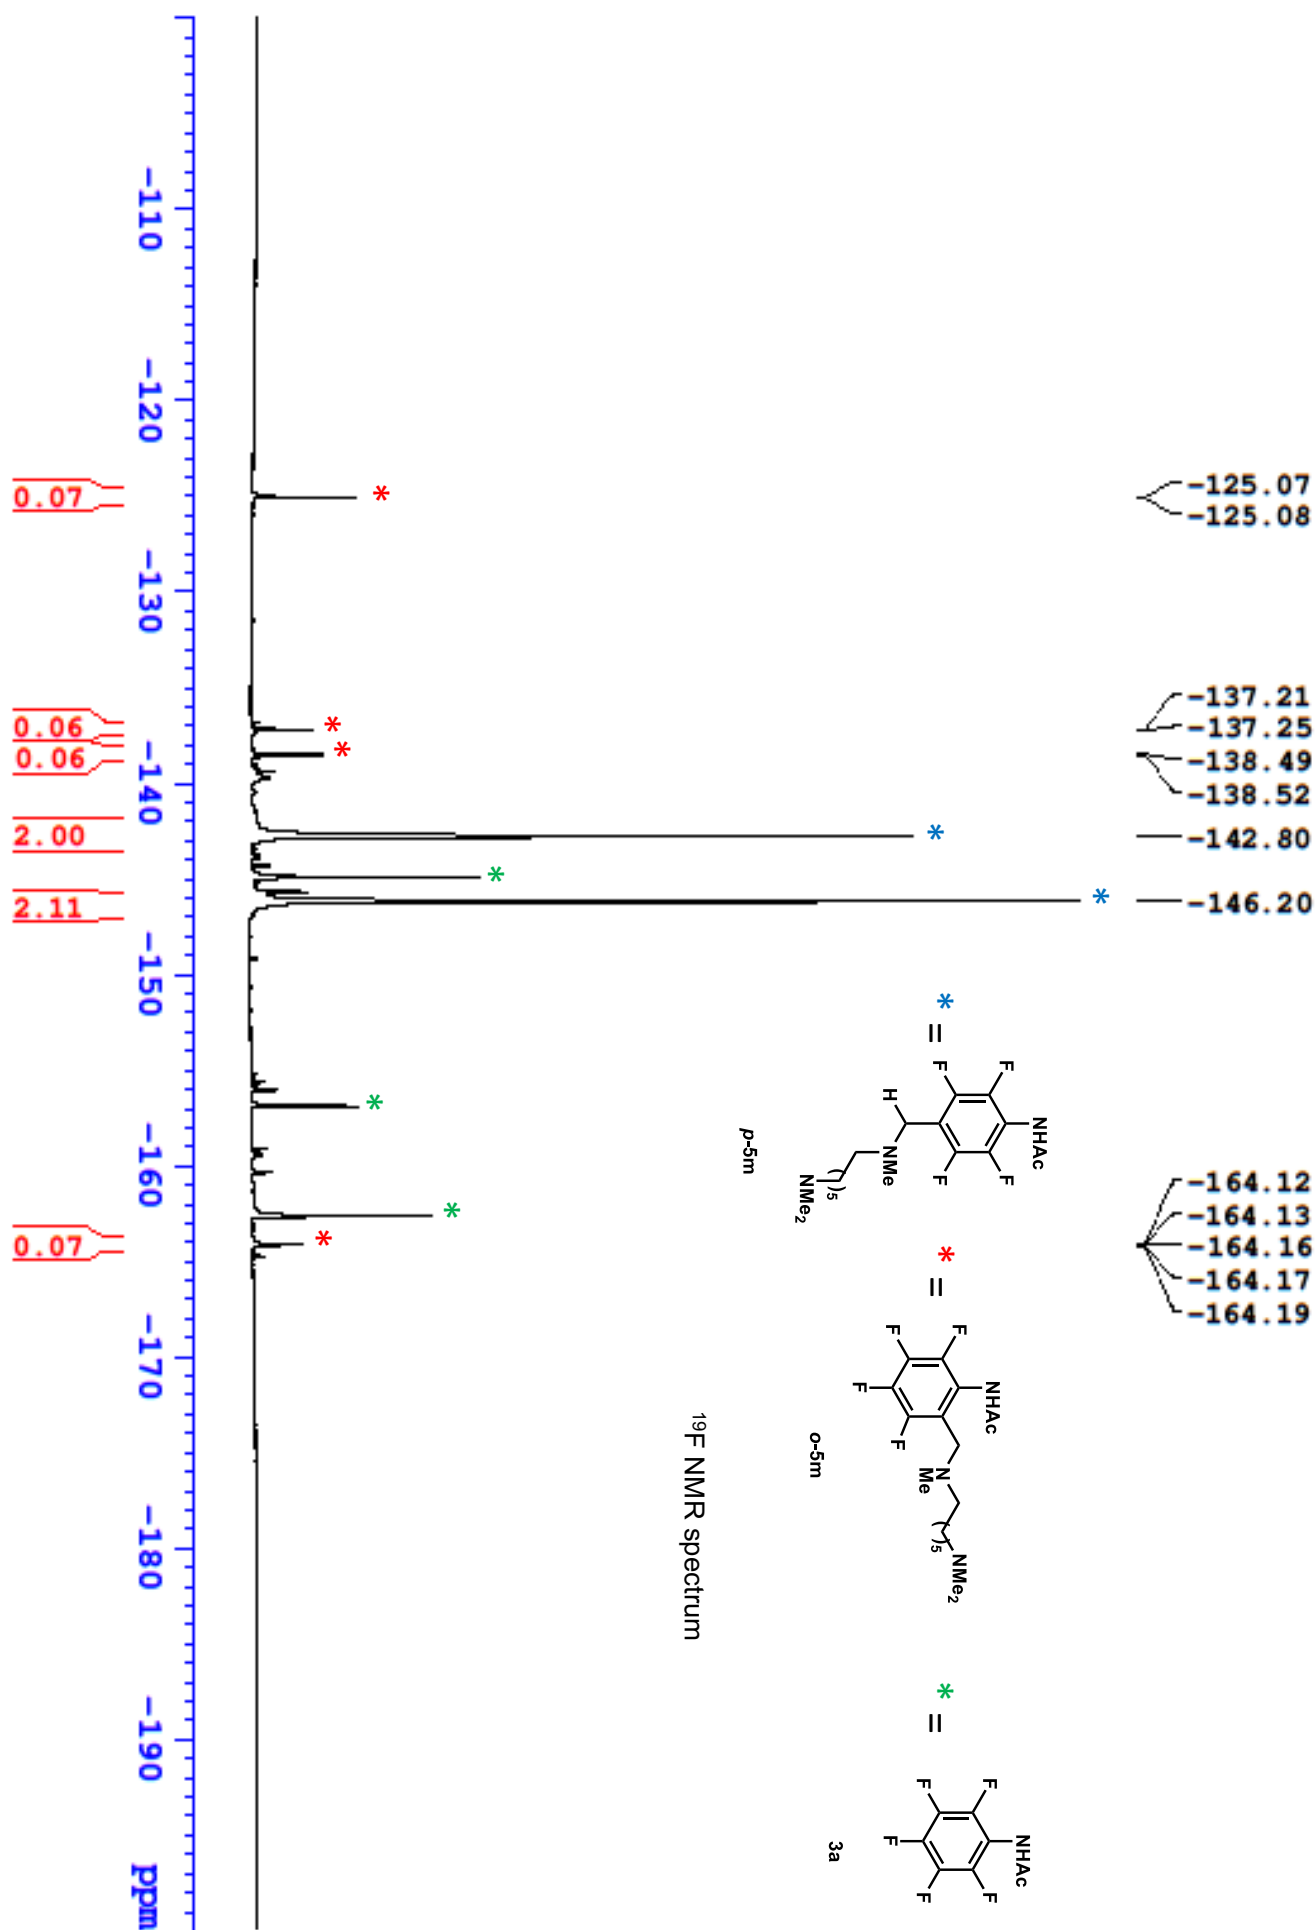 -125.07
-125.08
-137.21
-137.25
-138.49
-138.52
-142.80
-146.20
-164.12
-164.13
-164.16
-164.17
-164.19
* =
NHAc
F
F
F
F
H
NMe
( )5
NMe2
p-5m
* =
NHAc
F
F
F
F
N
Me
( )5
NMe2
o-5m
* =
NHAc
F
F
F
F
F
3a
19F NMR spectrum
*
*
*
*
*
*
*
*
*
-110
-120
-130
-140
-150
-160
-170
-180
-190
ppm
0.07
0.06
0.06
2.00
2.11
0.07